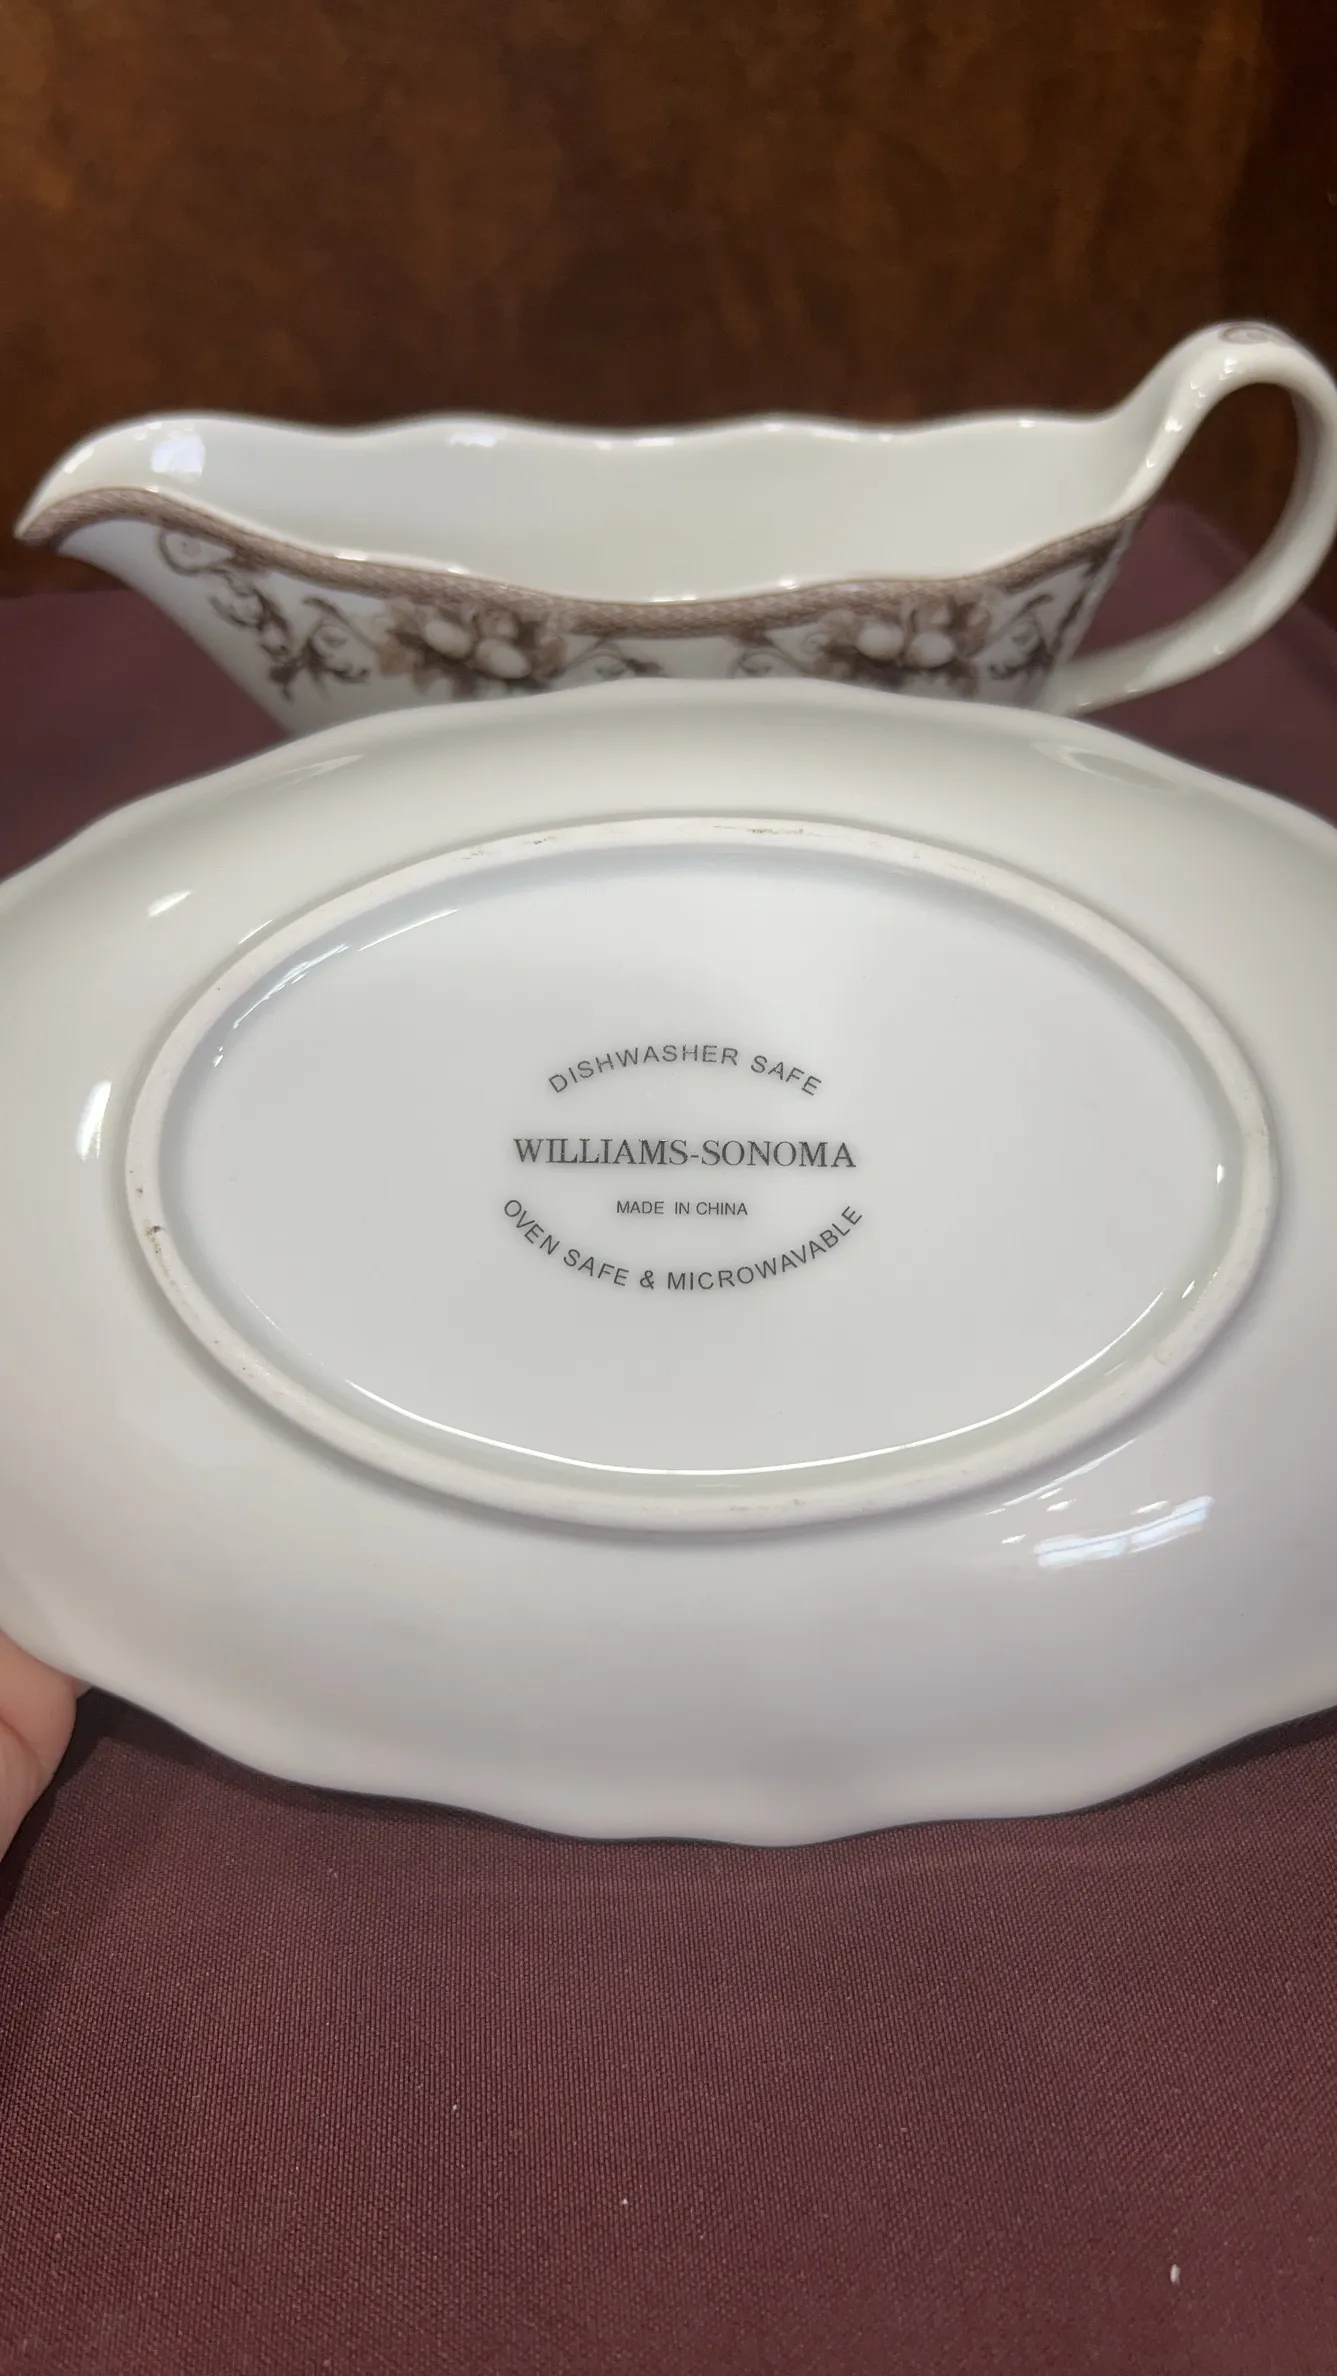 DISHWASHER SAFE
WILLIAMS-SONOMA
MADE IN CHINA
OVEN SAFE & MICROWAVABLE